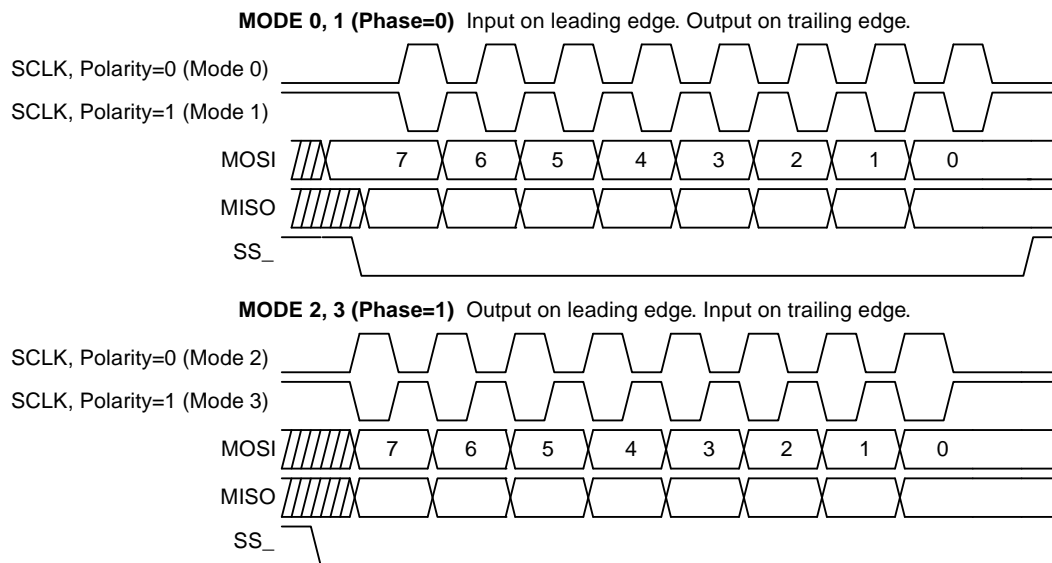 MODE 0, 1 (Phase=0) Input on leading edge. Output on trailing edge.
SCLK, Polarity=0 (Mode 0)
SCLK, Polarity=1 (Mode 1)
MOSI 7 6 5 4 3 2 1 0
MISO
SS_
MODE 2, 3 (Phase=1) Output on leading edge. Input on trailing edge.
SCLK, Polarity=0 (Mode 2)
SCLK, Polarity=1 (Mode 3)
MOSI 7 6 5 4 3 2 1 0
MISO
SS_